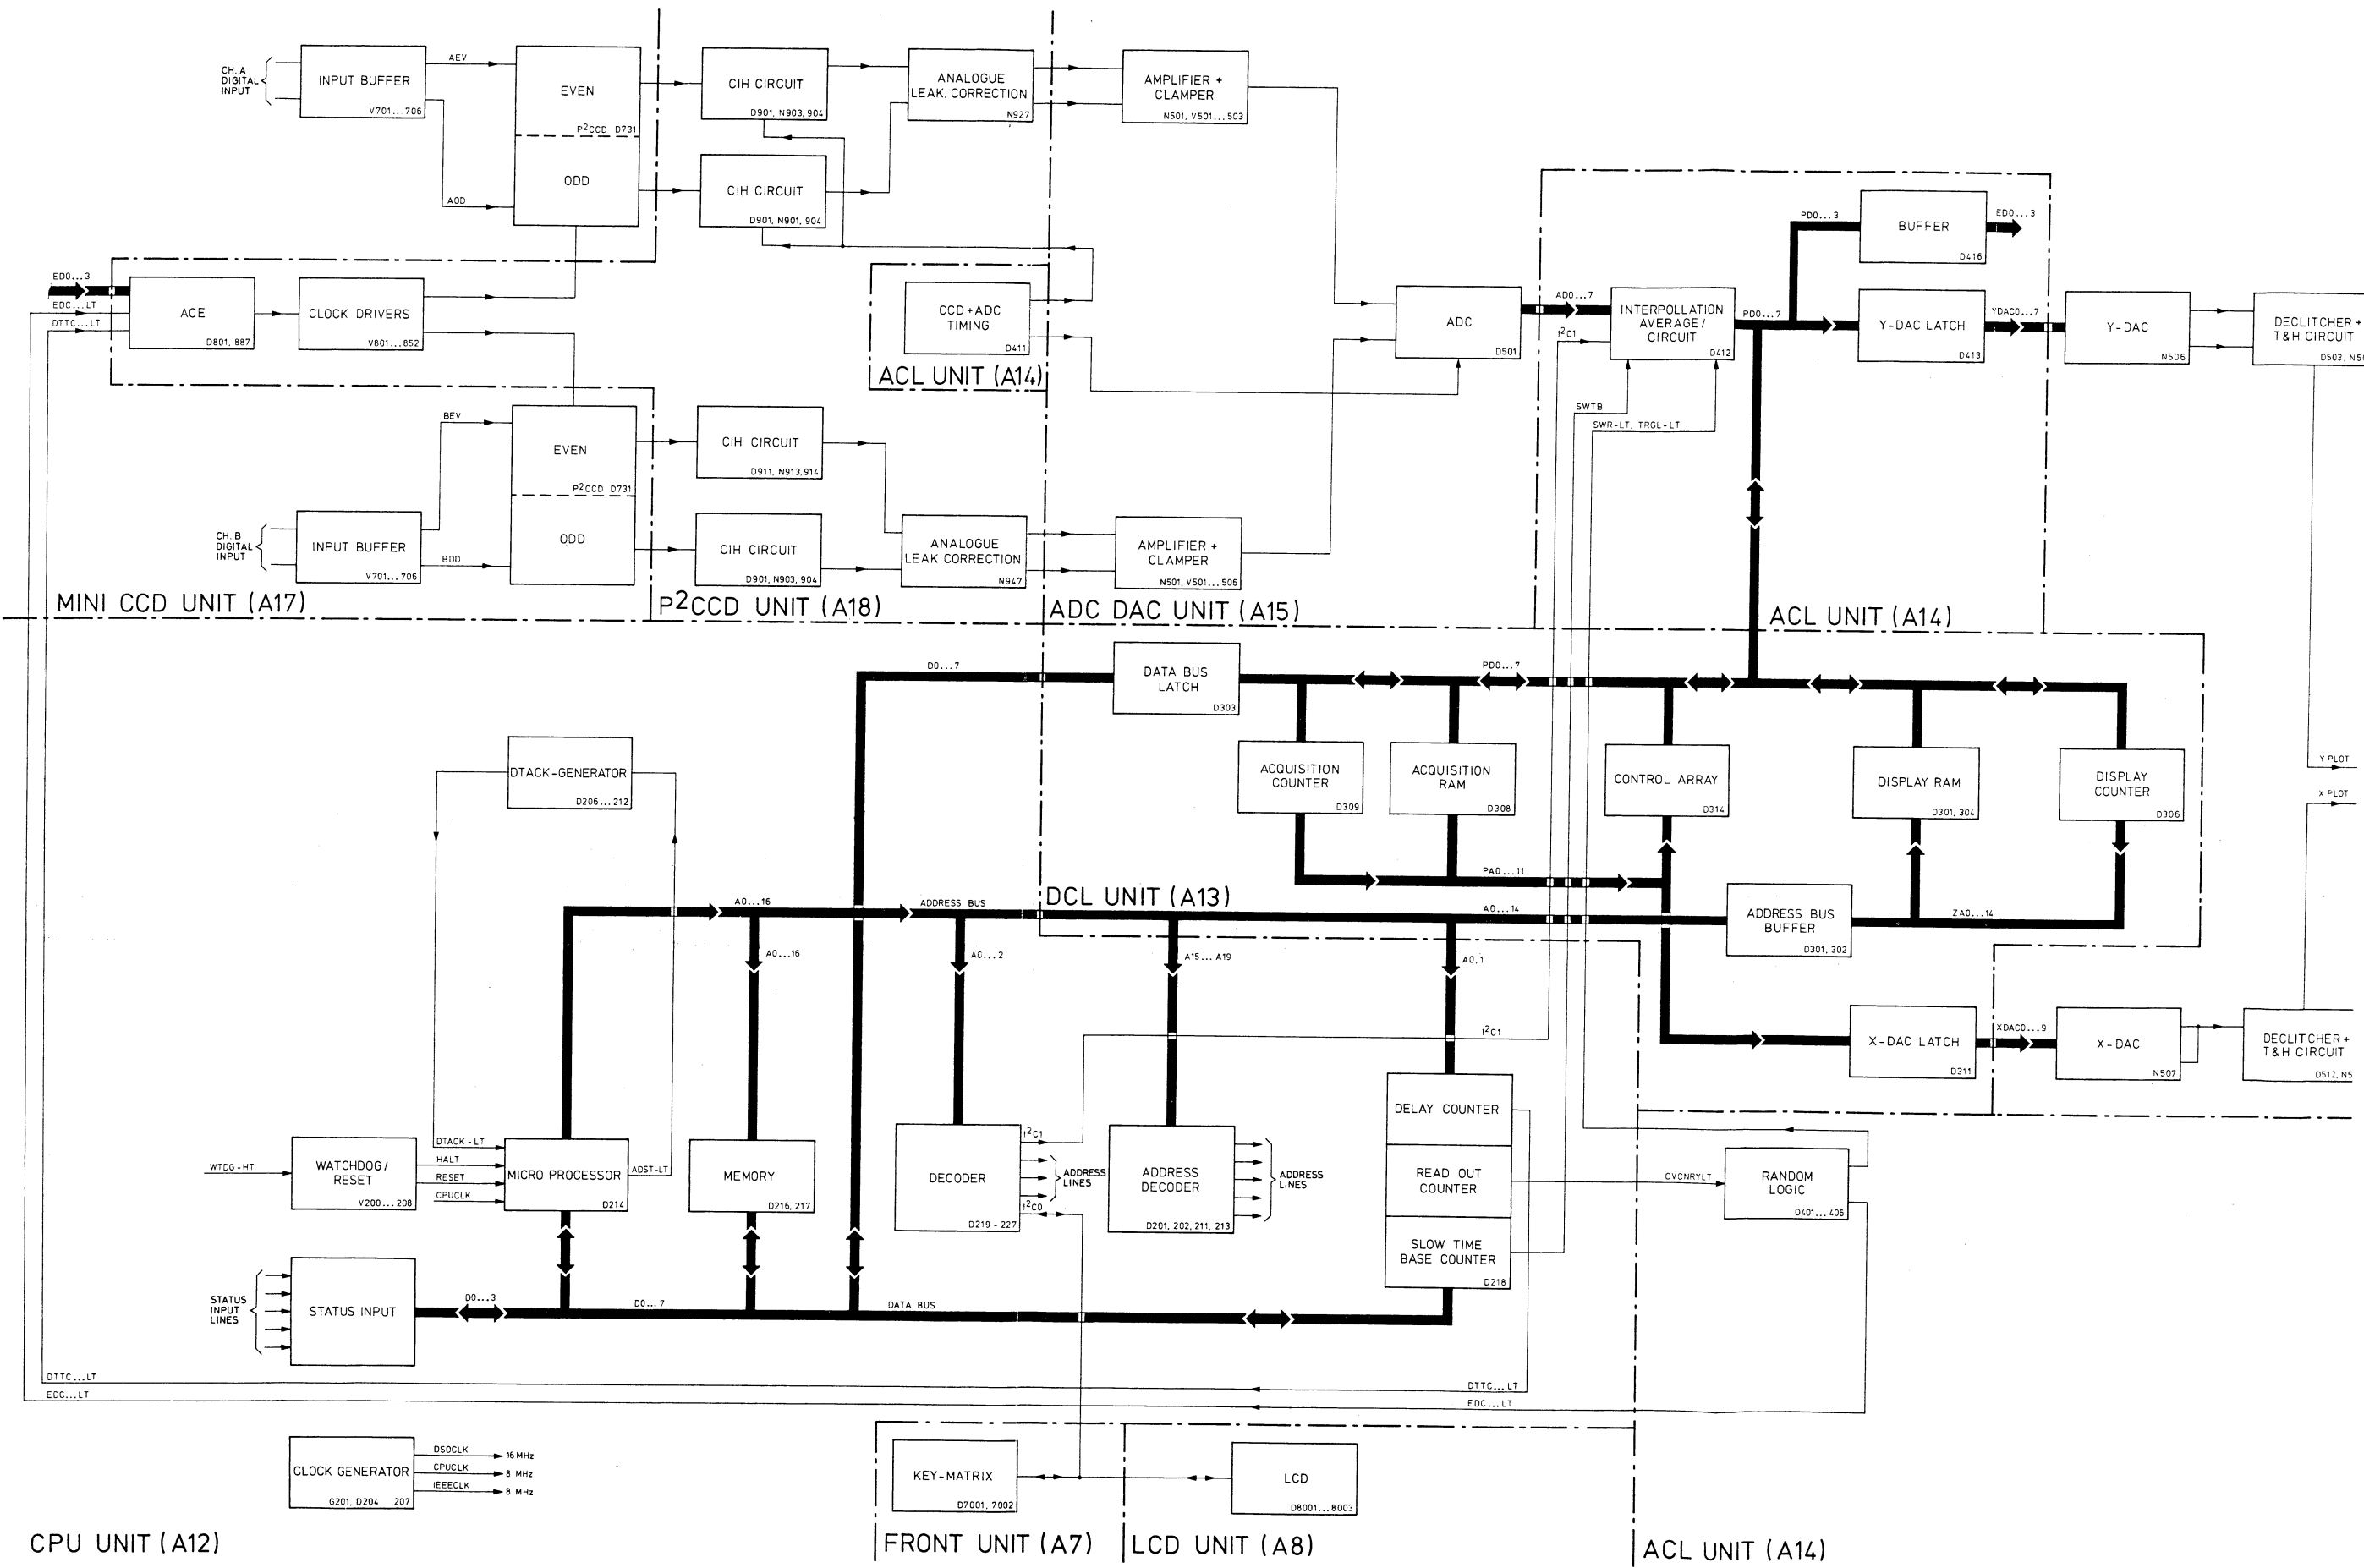 CH. A
DIGITAL
INPUT
INPUT BUFFER
V701...706
AEV
AOD
EVEN
P²CCD D731
ODD
CIH CIRCUIT
D901, N903, 904
CIH CIRCUIT
D901, N901, 904
ANALOGUE
LEAK. CORRECTION
N927
AMPLIFIER +
CLAMPER
N501, V501...503
ED0...3
EDC...LT
DTTC...LT
ACE
D801, 887
CLOCK DRIVERS
V801...852
CCD+ADC
TIMING
D411
ACL UNIT (A14)
ADC
D501
AD0...7
I²C1
INTERPOLLATION
AVERAGE/
CIRCUIT
D412
PD0...7
PD0...3
BUFFER
D416
ED0...3
Y-DAC LATCH
D413
YDAC0...7
Y-DAC
N506
DECLITCHER +
T&H CIRCUIT
D503, N50
SWTB
SWR-LT, TRGL-LT
CH. B
DIGITAL
INPUT
INPUT BUFFER
V701...706
BEV
BDD
EVEN
P²CCD D731
ODD
CIH CIRCUIT
D911, N913, 914
CIH CIRCUIT
D901, N903, 904
ANALOGUE
LEAK CORRECTION
N947
AMPLIFIER +
CLAMPER
N501, V501...506
MINI CCD UNIT (A17)
P²CCD UNIT (A18)
ADC DAC UNIT (A15)
ACL UNIT (A14)
D0...7
DATA BUS
LATCH
D303
PD0...7
ACQUISITION
COUNTER
D309
ACQUISITION
RAM
D308
CONTROL ARRAY
D314
DISPLAY RAM
D301, 304
DISPLAY
COUNTER
D306
Y PLOT
X PLOT
DTACK-GENERATOR
D206...212
PA0...11
DCL UNIT (A13)
A0...16
ADDRESS BUS
A0...14
ADDRESS BUS
BUFFER
D301, 302
ZA0...14
A0...16
A0...2
A15...A19
A0,1
I²C1
X-DAC LATCH
D311
XDAC0...9
X-DAC
N507
DECLITCHER +
T&H CIRCUIT
D512, N5
WTDG-HT
WATCHDOG/
RESET
V200...208
DTACK-LT
HALT
RESET
CPUCLK
MICRO PROCESSOR
D214
ADST-LT
MEMORY
D216, 217
DECODER
D219 - 227
I²C1
ADDRESS
LINES
I²C0
ADDRESS
DECODER
D201, 202, 211, 213
ADDRESS
LINES
DELAY COUNTER
READ OUT
COUNTER
SLOW TIME
BASE COUNTER
D218
CVCNRYLT
RANDOM
LOGIC
D401...406
STATUS
INPUT
LINES
STATUS INPUT
D0...3
D0...7
DATA BUS
DTTC...LT
EDC...LT
DTTC...LT
EDC...LT
CLOCK GENERATOR
G201, D204 207
DSOCLK
16 MHz
CPUCLK
8 MHz
IEEECLK
8 MHz
KEY-MATRIX
D7001, 7002
LCD
D8001...8003
CPU UNIT (A12)
FRONT UNIT (A7)
LCD UNIT (A8)
ACL UNIT (A14)